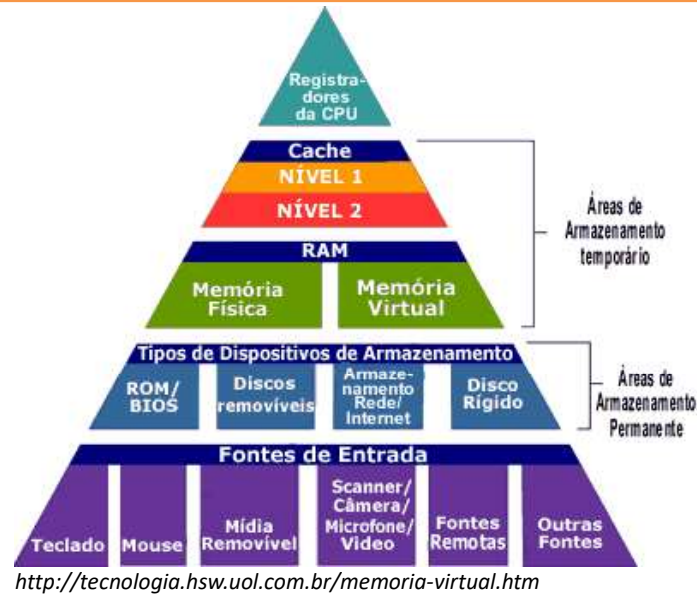 Registra-
dores
da CPU
Cache
NÍVEL 1
NÍVEL 2
RAM
Memória
Física
Memória
Virtual
Áreas de
Armazenamento
temporário
Tipos de Dispositivos de Armazenamento
ROM/
BIOS
Discos
removíveis
Armaze-
namento
Rede/
Internet
Disco
Rígido
Áreas de
Armazenamento
Permanente
Fontes de Entrada
Teclado
Mouse
Mídia
Removível
Scanner/
Câmera/
Microfone/
Video
Fontes
Remotas
Outras
Fontes
http://tecnologia.hsw.uol.com.br/memoria-virtual.htm